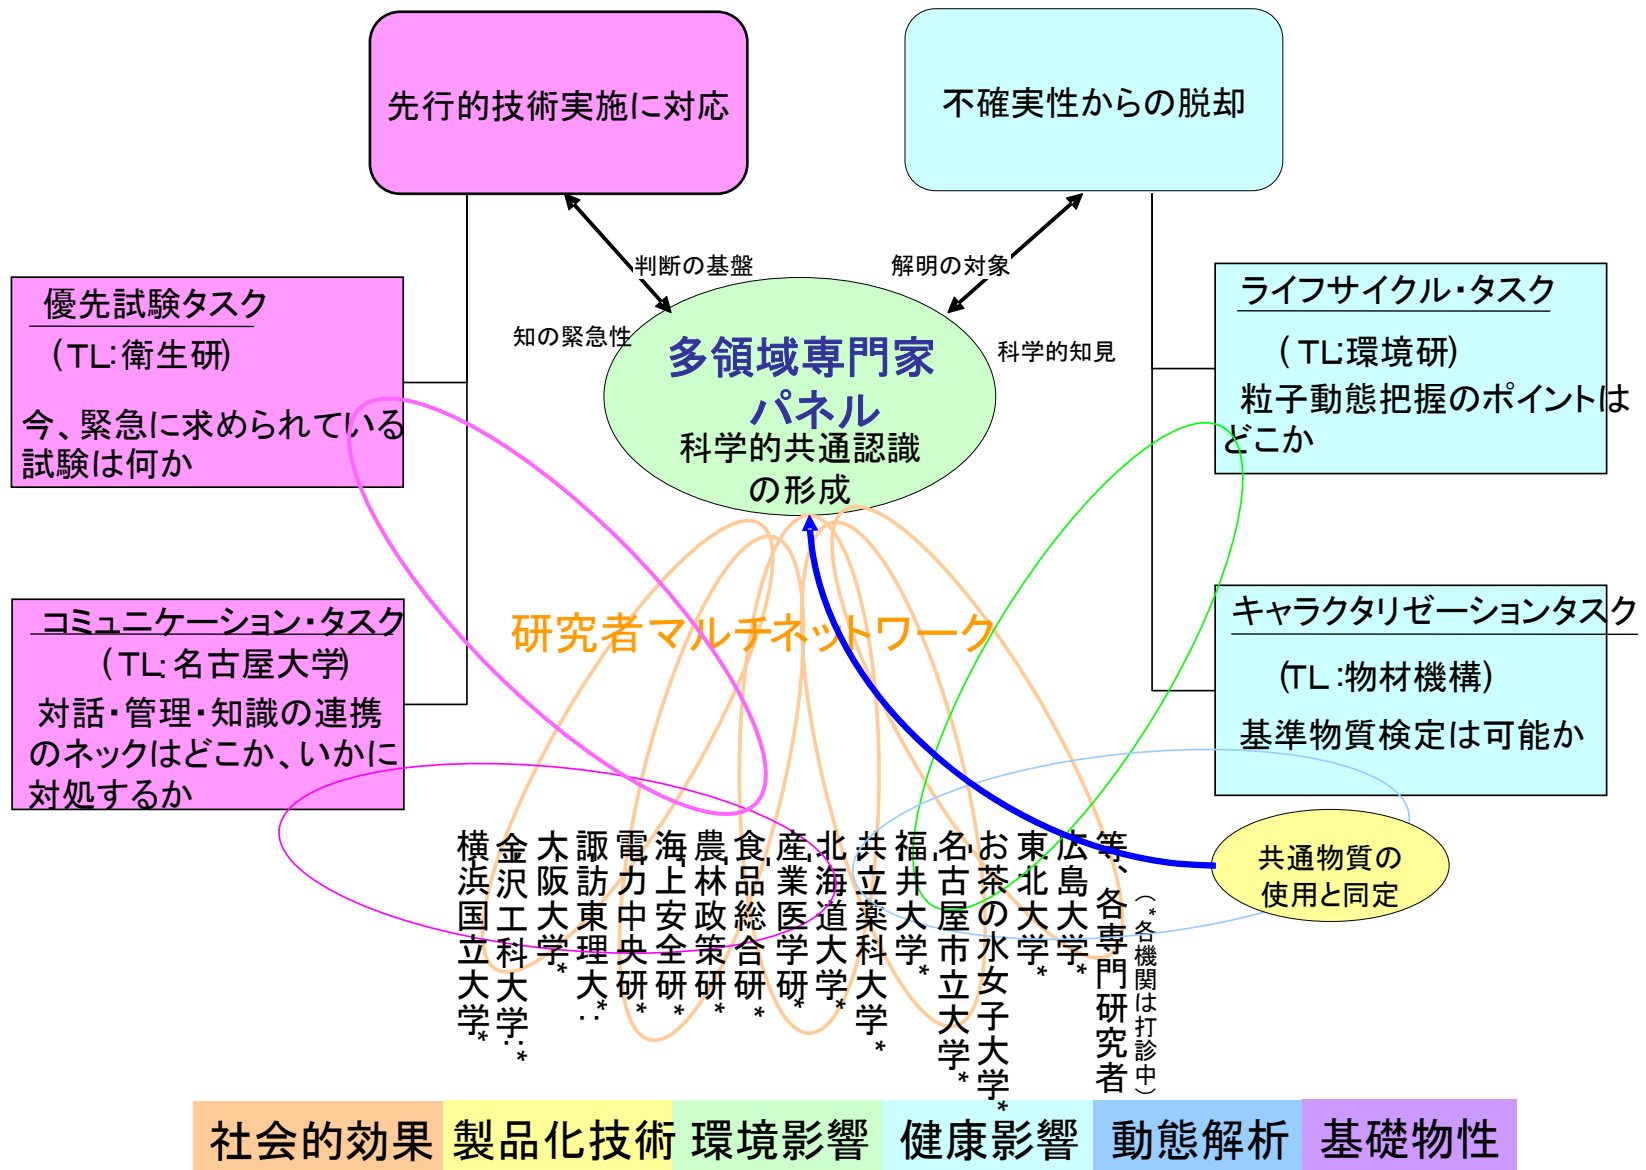 先行的技術実施に対応
不確実性からの脱却
判断の基盤
解明の対象
知の緊急性
科学的知見
多領域専門家
パネル
科学的共通認識
の形成
優先試験タスク
(TL:衛生研)
今、緊急に求められている
試験は何か
コミュニケーション・タスク
(TL:名古屋大学)
対話・管理・知識の連携
のネックはどこか、いかに
対処するか
ライフサイクル・タスク
(TL:環境研)
粒子動態把握のポイントは
どこか
キャラクタリゼーションタスク
(TL:物材機構)
基準物質検定は可能か
研究者マルチネットワーク
共通物質の
使用と同定
横浜国立大学*
金沢工科大学:*
大阪大学*
諏訪東理大*:
電力中央研*
海上安全研*
農林政策研*
食品総合研*
産業医学研*
北海道大学*
共立薬科大学*
福井大学*
名古屋市立大学*
お茶の水女子大学*
東北大学*
広島大学*
等、各専門研究者
(*各機関は打診中)
社会的効果
製品化技術
環境影響
健康影響
動態解析
基礎物性